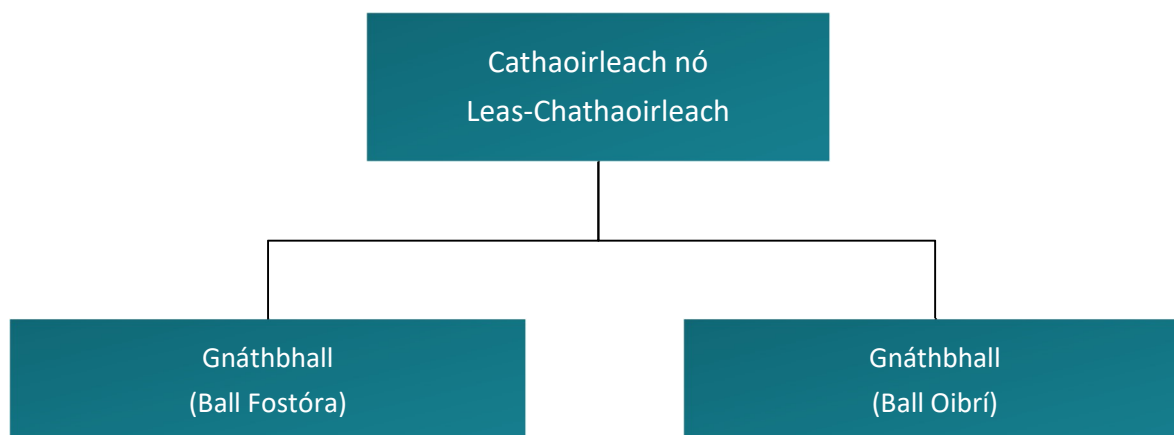 Cathaoirleach nó
Leas-Chathaoirleach
Gnáthbhall
(Ball Fostóra)
Gnáthbhall
(Ball Oibrí)